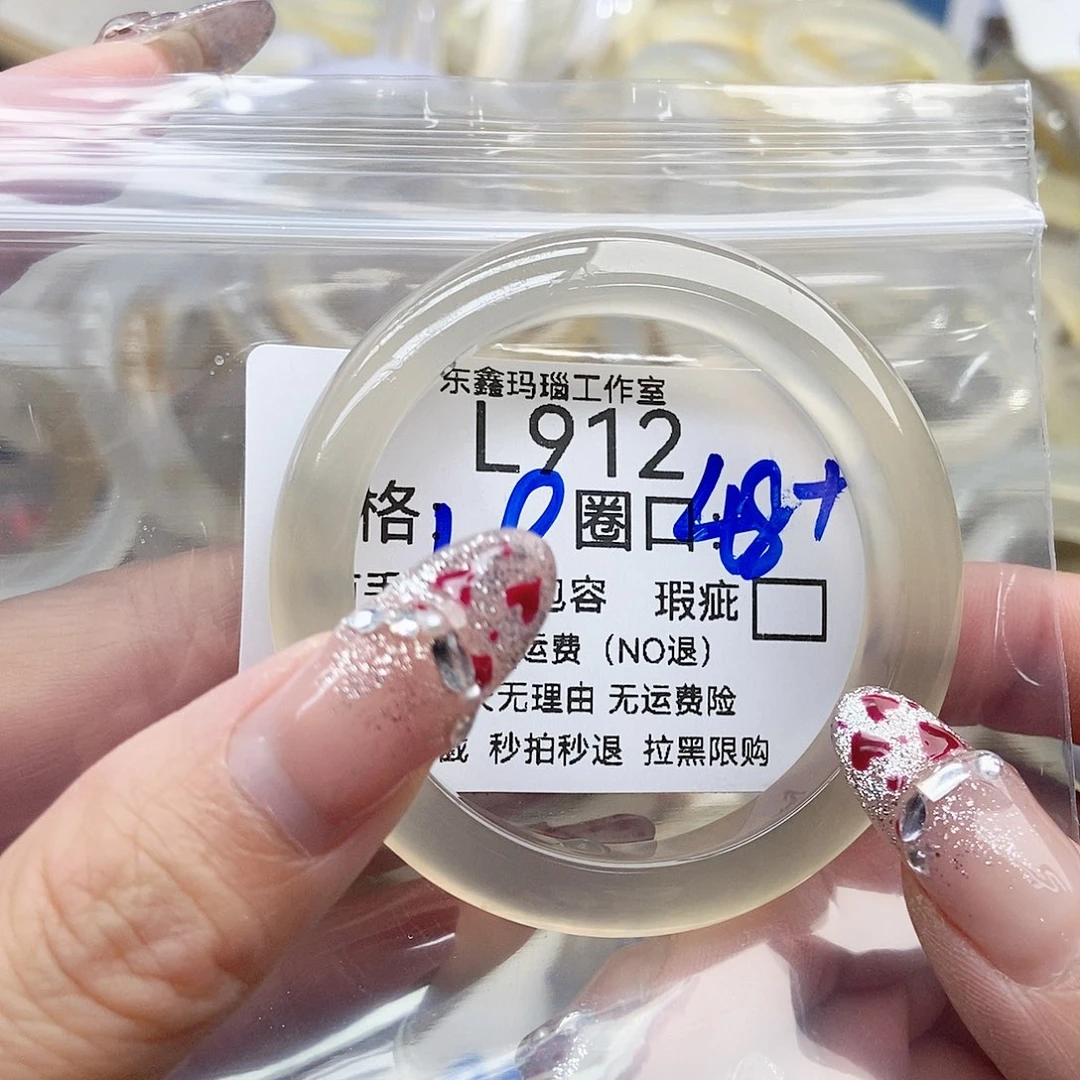 东鑫玛瑙工作室
L912
格: 圈口: 48+
包容 瑕疵
运费 (NO退)
无理由 无运费险
秒拍秒退 拉黑限购